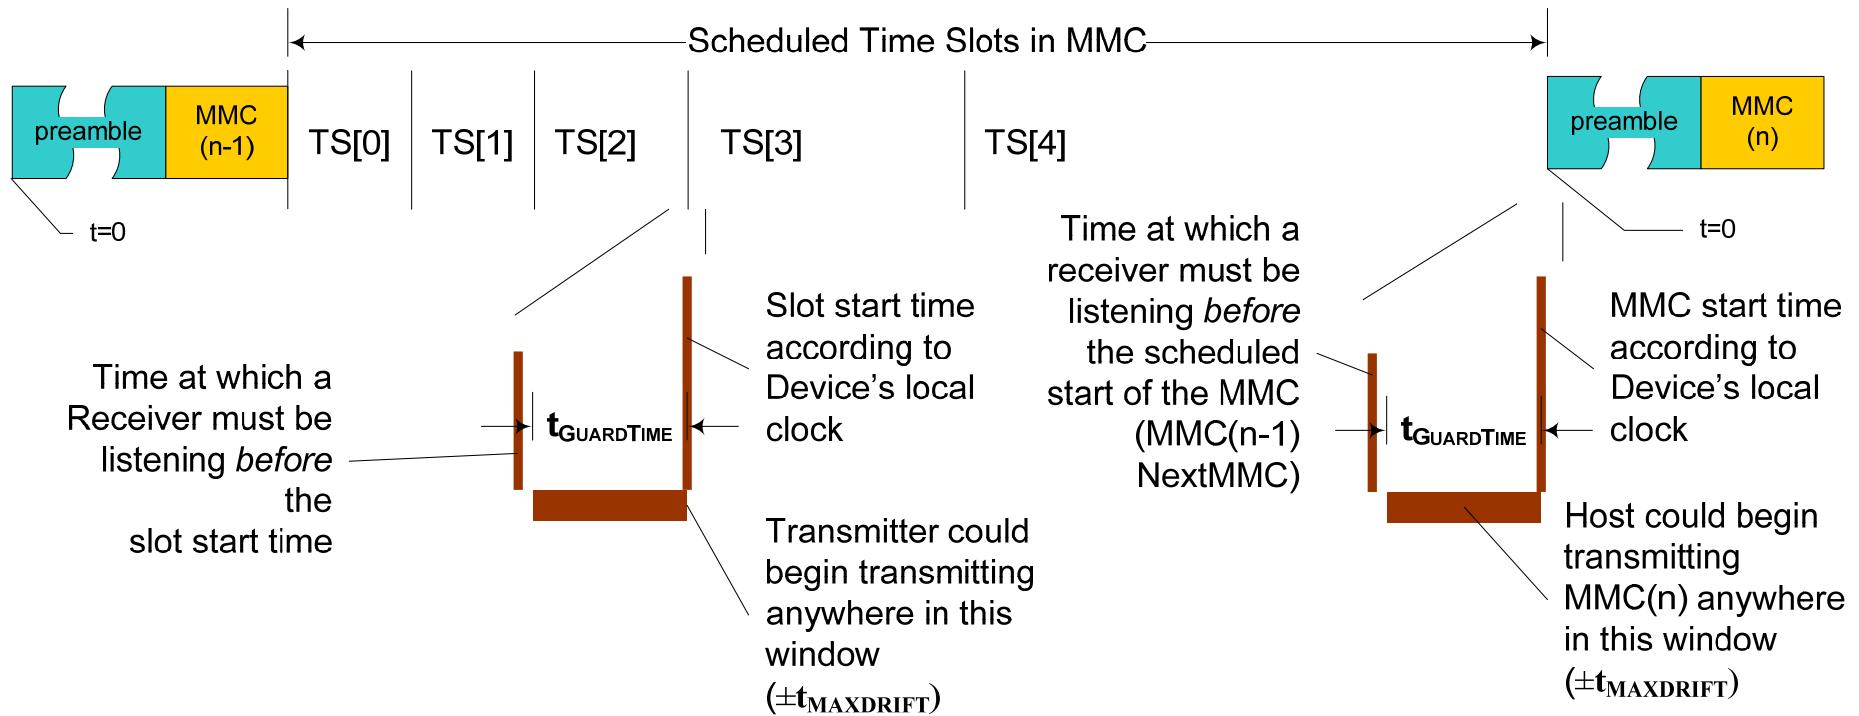 Scheduled Time Slots in MMC
preamble
MMC
(n-1)
TS[0]
TS[1]
TS[2]
TS[3]
TS[4]
preamble
MMC
(n)
t=0
t=0
Time at which a
Receiver must be
listening before
the
slot start time
tGUARDTIME
Slot start time
according to
Device's local
clock
Transmitter could
begin transmitting
anywhere in this
window
(±tMAXDRIFT)
Time at which a
receiver must be
listening before
the scheduled
start of the MMC
(MMC(n-1)
NextMMC)
tGUARDTIME
MMC start time
according to
Device's local
clock
Host could begin
transmitting
MMC(n) anywhere
in this window
(±tMAXDRIFT)